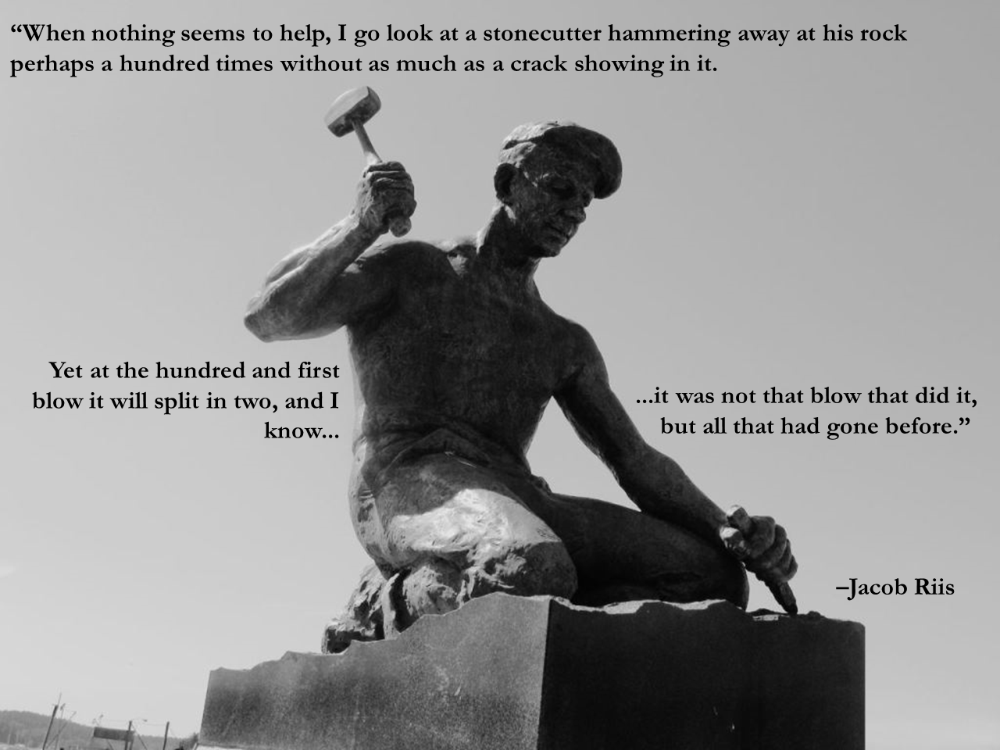 “When nothing seems to help, I go look at a stonecutter hammering away at his rock
perhaps a hundred times without as much as a crack showing in it.
Yet at the hundred and first
blow it will split in two, and I
know...
...it was not that blow that did it,
but all that had gone before.”
–Jacob Riis